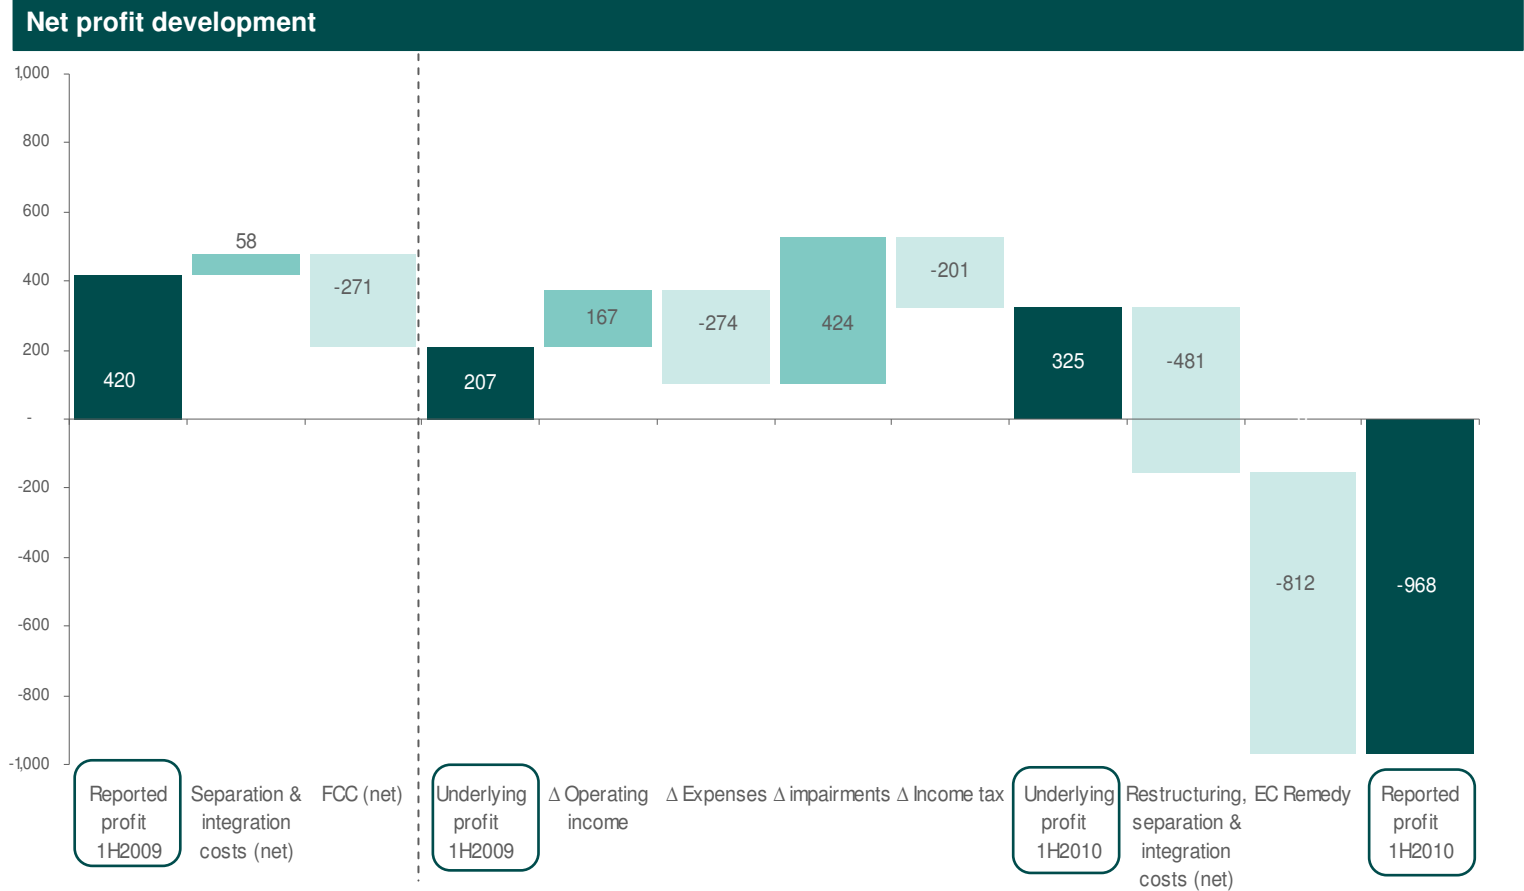 Net profit development
1,000
800
600
400
200
-
-200
-400
-600
-800
-1,000
420
58
-271
207
167
-274
424
-201
325
-481
-812
-968
Reported
profit
1H2009
Separation &
integration
costs (net)
FCC (net)
Underlying
profit
1H2009
Δ Operating
income
Δ Expenses
Δ impairments
Δ Income tax
Underlying
profit
1H2010
Restructuring,
separation &
integration
costs (net)
EC Remedy
Reported
profit
1H2010